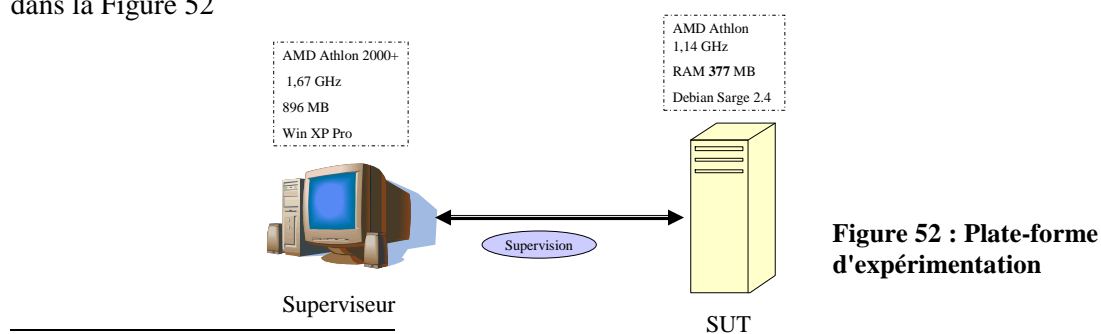 dans la Figure 52
AMD Athlon 2000+
1,67 GHz
896 MB
Win XP Pro
AMD Athlon
1,14 GHz
RAM 377 MB
Debian Sarge 2.4
Supervision
Superviseur
SUT
Figure 52 : Plate-forme
d'expérimentation